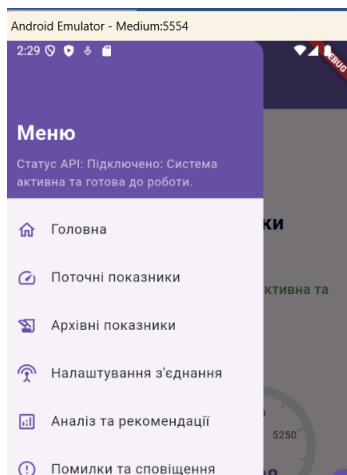 Android Emulator - Medium:5554
2:29
DEBUG
Меню
Статус API: Підключено: Система
активна та готова до роботи.
Головна
ки
Поточні показники
ктивна та
Архівні показники
Налаштування з'єднання
Аналіз та рекомендації
5250
Помилки та сповіщення